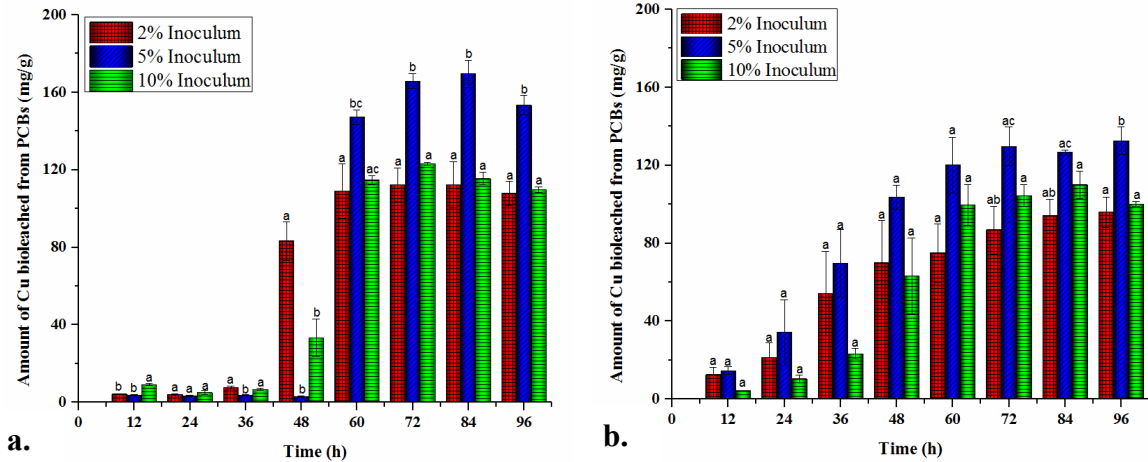 Amount of Cu bioleached from PCBs (mg/g)
200
160
120
80
40
0
2% Inoculum
5% Inoculum
10% Inoculum
b b a
a a a
a b a
a b
a bc ac
a b a
a b a
a b a
0 12 24 36 48 60 72 84 96
Time (h)
a.
Amount of Cu bioleached from PCBs (mg/g)
200
160
120
80
40
0
2% Inoculum
5% Inoculum
10% Inoculum
a a a
a a a
a a a
a a a
a a a
ab ac a
ab ac a
a b a
0 12 24 36 48 60 72 84 96
Time (h)
b.